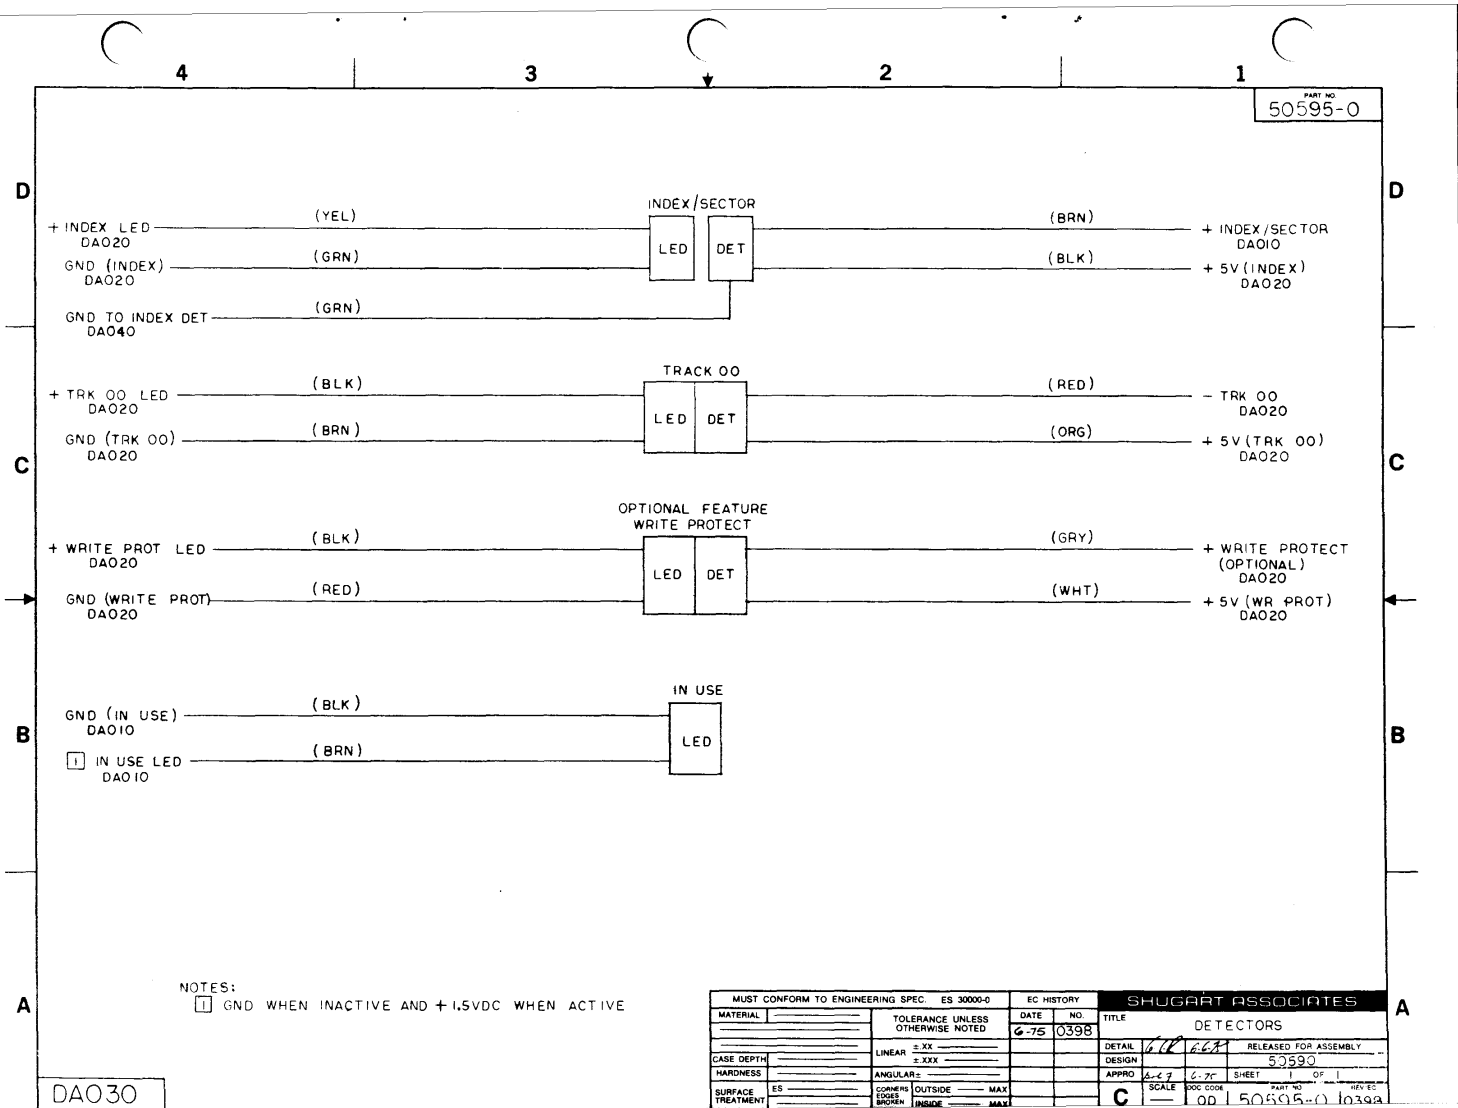 4 3 2 1
PART NO.
50595-0
D D
INDEX/SECTOR
+ INDEX LED (YEL) (BRN) + INDEX/SECTOR
DA020 LED DET DA010
GND (INDEX) (GRN) (BLK) + 5V (INDEX)
DA020 DA020
GND TO INDEX DET (GRN)
DA040
TRACK 00
+ TRK 00 LED (BLK) (RED) - TRK 00
DA020 LED DET DA020
GND (TRK 00) (BRN) (ORG) + 5V (TRK 00)
DA020 DA020
C C
OPTIONAL FEATURE
WRITE PROTECT
+ WRITE PROT LED (BLK) (GRY) + WRITE PROTECT
DA020 (OPTIONAL)
LED DET DA020
GND (WRITE PROT) (RED) (WHT) + 5V (WR PROT)
DA020 DA020
IN USE
GND (IN USE) (BLK)
DA010
B LED B
1 IN USE LED (BRN)
DA010
NOTES:
1 GND WHEN INACTIVE AND +1.5VDC WHEN ACTIVE
A A
MUST CONFORM TO ENGINEERING SPEC. ES 30000-0
MATERIAL
CASE DEPTH
HARDNESS
SURFACE TREATMENT ES
TOLERANCE UNLESS
OTHERWISE NOTED
LINEAR ±.XX
±.XXX
ANGULAR±
CORNERS EDGES BROKEN OUTSIDE MAX
INSIDE MAX
EC HISTORY
DATE NO.
6-75 0398
SHUGART ASSOCIATES
TITLE
DETECTORS
DETAIL
RELEASED FOR ASSEMBLY
DESIGN 50590
APPRO 6-75 SHEET 1 OF 1
C SCALE DOC CODE PART NO REV EC
00 50595-0 0398
DA030